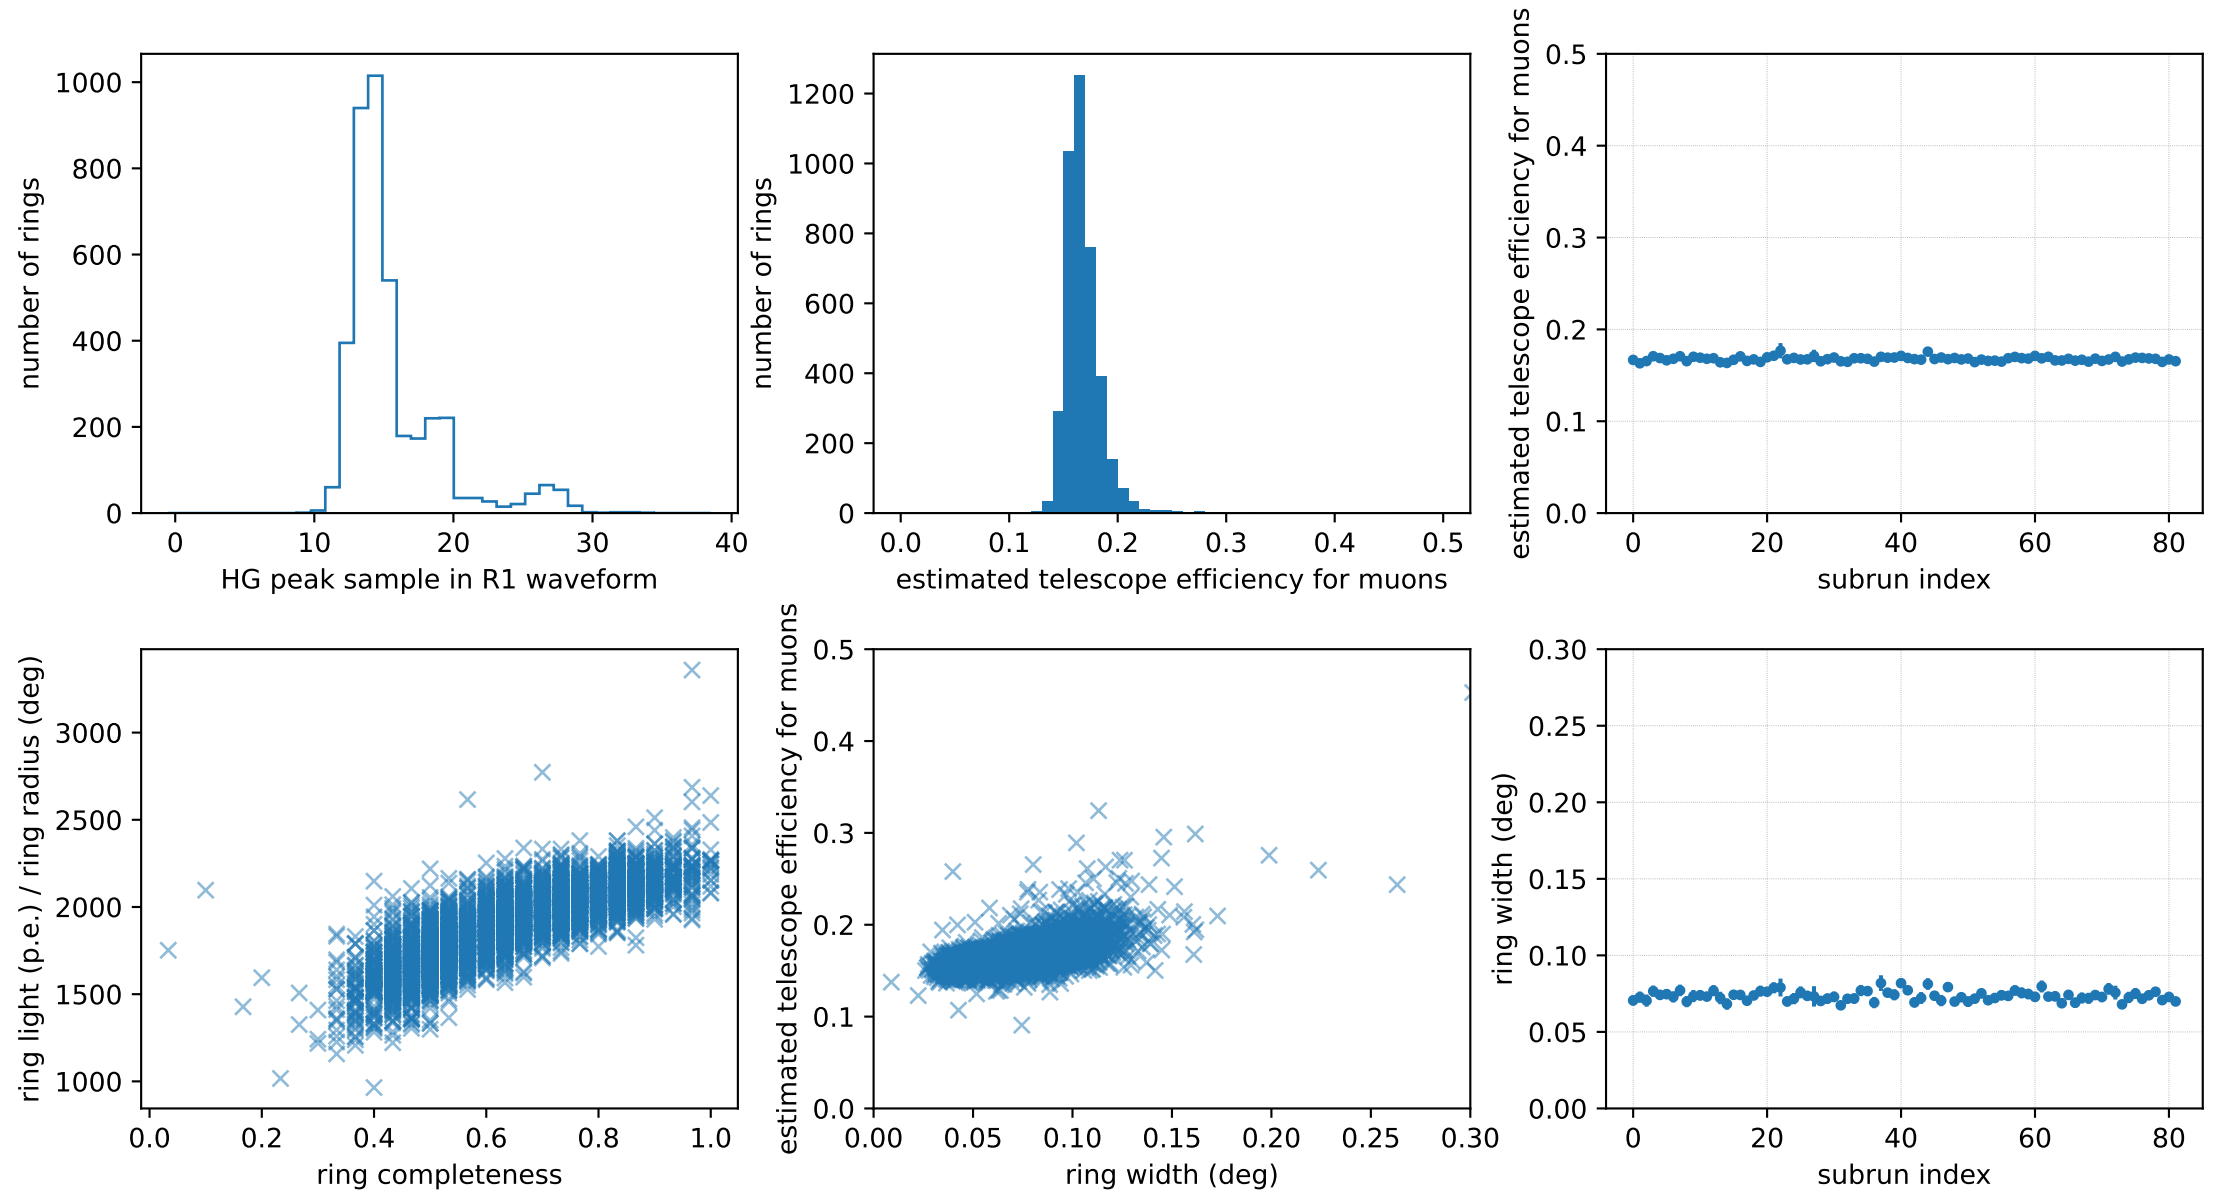 number of rings
1000
800
600
400
200
0
0 10 20 30 40
HG peak sample in R1 waveform
number of rings
1200
1000
800
600
400
200
0
0.0 0.1 0.2 0.3 0.4 0.5
estimated telescope efficiency for muons
estimated telescope efficiency for muons
0.5
0.4
0.3
0.2
0.1
0.0
0 20 40 60 80
subrun index
ring light (p.e.) / ring radius (deg)
3000
2500
2000
1500
1000
0.0 0.2 0.4 0.6 0.8 1.0
ring completeness
estimated telescope efficiency for muons
0.5
0.4
0.3
0.2
0.1
0.0
0.00 0.05 0.10 0.15 0.20 0.25 0.30
ring width (deg)
ring width (deg)
0.30
0.25
0.20
0.15
0.10
0.05
0.00
0 20 40 60 80
subrun index